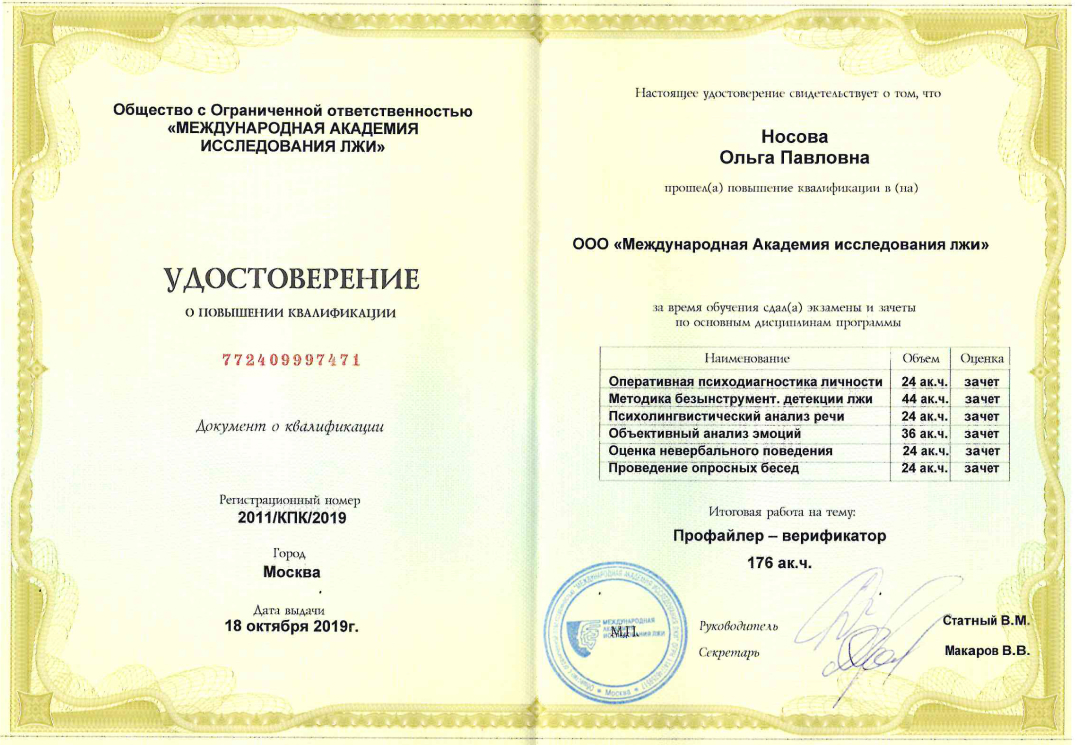 Общество с Ограниченной ответственностью
«МЕЖДУНАРОДНАЯ АКАДЕМИЯ
ИССЛЕДОВАНИЯ ЛЖИ»
УДОСТОВЕРЕНИЕ
О ПОВЫШЕНИИ КВАЛИФИКАЦИИ
772409997471
Документ о квалификации
Регистрационный номер
2011/КПК/2019
Город
Москва
Дата выдачи
18 октября 2019г.
Настоящее удостоверение свидетельствует о том, что
Носова
Ольга Павловна
прошел(а) повышение квалификации в (на)
ООО «Международная Академия исследования лжи»
за время обучения сдал(а) экзамены и зачеты
по основным дисциплинам программы
Наименование Объем Оценка
Оперативная психодиагностика личности 24 ак.ч. зачет
Методика безынструмент. детекции лжи 44 ак.ч. зачет
Психолингвистический анализ речи 24 ак.ч. зачет
Объективный анализ эмоций 36 ак.ч. зачет
Оценка невербального поведения 24 ак.ч. зачет
Проведение опросных бесед 24 ак.ч. зачет
Итоговая работа на тему:
Профайлер – верификатор
176 ак.ч.
МЕЖДУНАРОДНАЯ
ИССЛЕДОВАНИЯ ЛЖИ
М.П.
Москва
Руководитель Статный В.М.
Секретарь Макаров В.В.